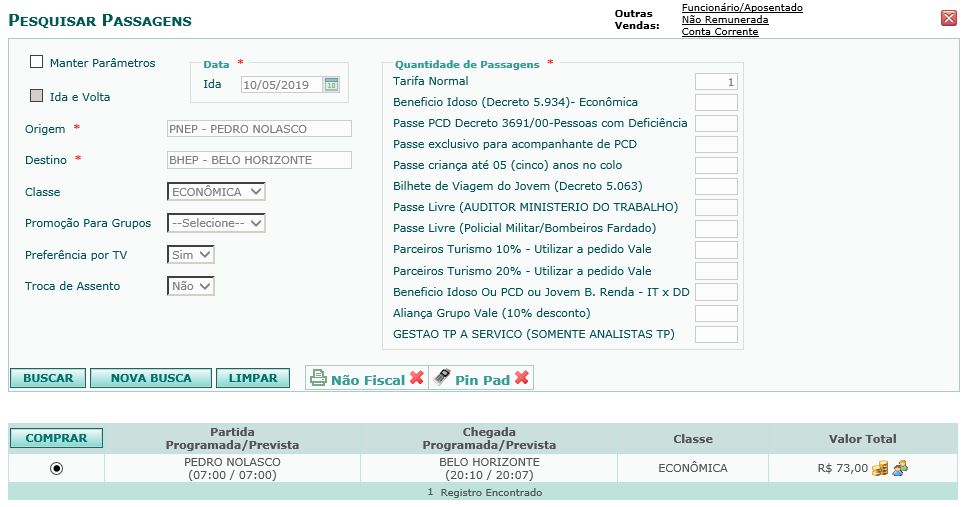 PESQUISAR PASSAGENS
Outras Vendas:
Funcionário/Aposentado
Não Remunerada
Conta Corrente
Manter Parâmetros
Ida e Volta
Data *
Ida 10/05/2019
Origem * PNEP - PEDRO NOLASCO
Destino * BHEP - BELO HORIZONTE
Classe ECONÔMICA
Promoção Para Grupos --Selecione--
Preferência por TV Sim
Troca de Assento Não
Quantidade de Passagens *
Tarifa Normal 1
Beneficio Idoso (Decreto 5.934)- Econômica
Passe PCD Decreto 3691/00-Pessoas com Deficiência
Passe exclusivo para acompanhante de PCD
Passe criança até 05 (cinco) anos no colo
Bilhete de Viagem do Jovem (Decreto 5.063)
Passe Livre (AUDITOR MINISTERIO DO TRABALHO)
Passe Livre (Policial Militar/Bombeiros Fardado)
Parceiros Turismo 10% - Utilizar a pedido Vale
Parceiros Turismo 20% - Utilizar a pedido Vale
Beneficio Idoso Ou PCD ou Jovem B. Renda - IT x DD
Aliança Grupo Vale (10% desconto)
GESTAO TP A SERVICO (SOMENTE ANALISTAS TP)
BUSCAR NOVA BUSCA LIMPAR Não Fiscal Pin Pad
COMPRAR
Partida
Programada/Prevista
Chegada
Programada/Prevista
Classe
Valor Total
PEDRO NOLASCO
(07:00 / 07:00)
BELO HORIZONTE
(20:10 / 20:07)
ECONÔMICA
R$ 73,00
1 Registro Encontrado